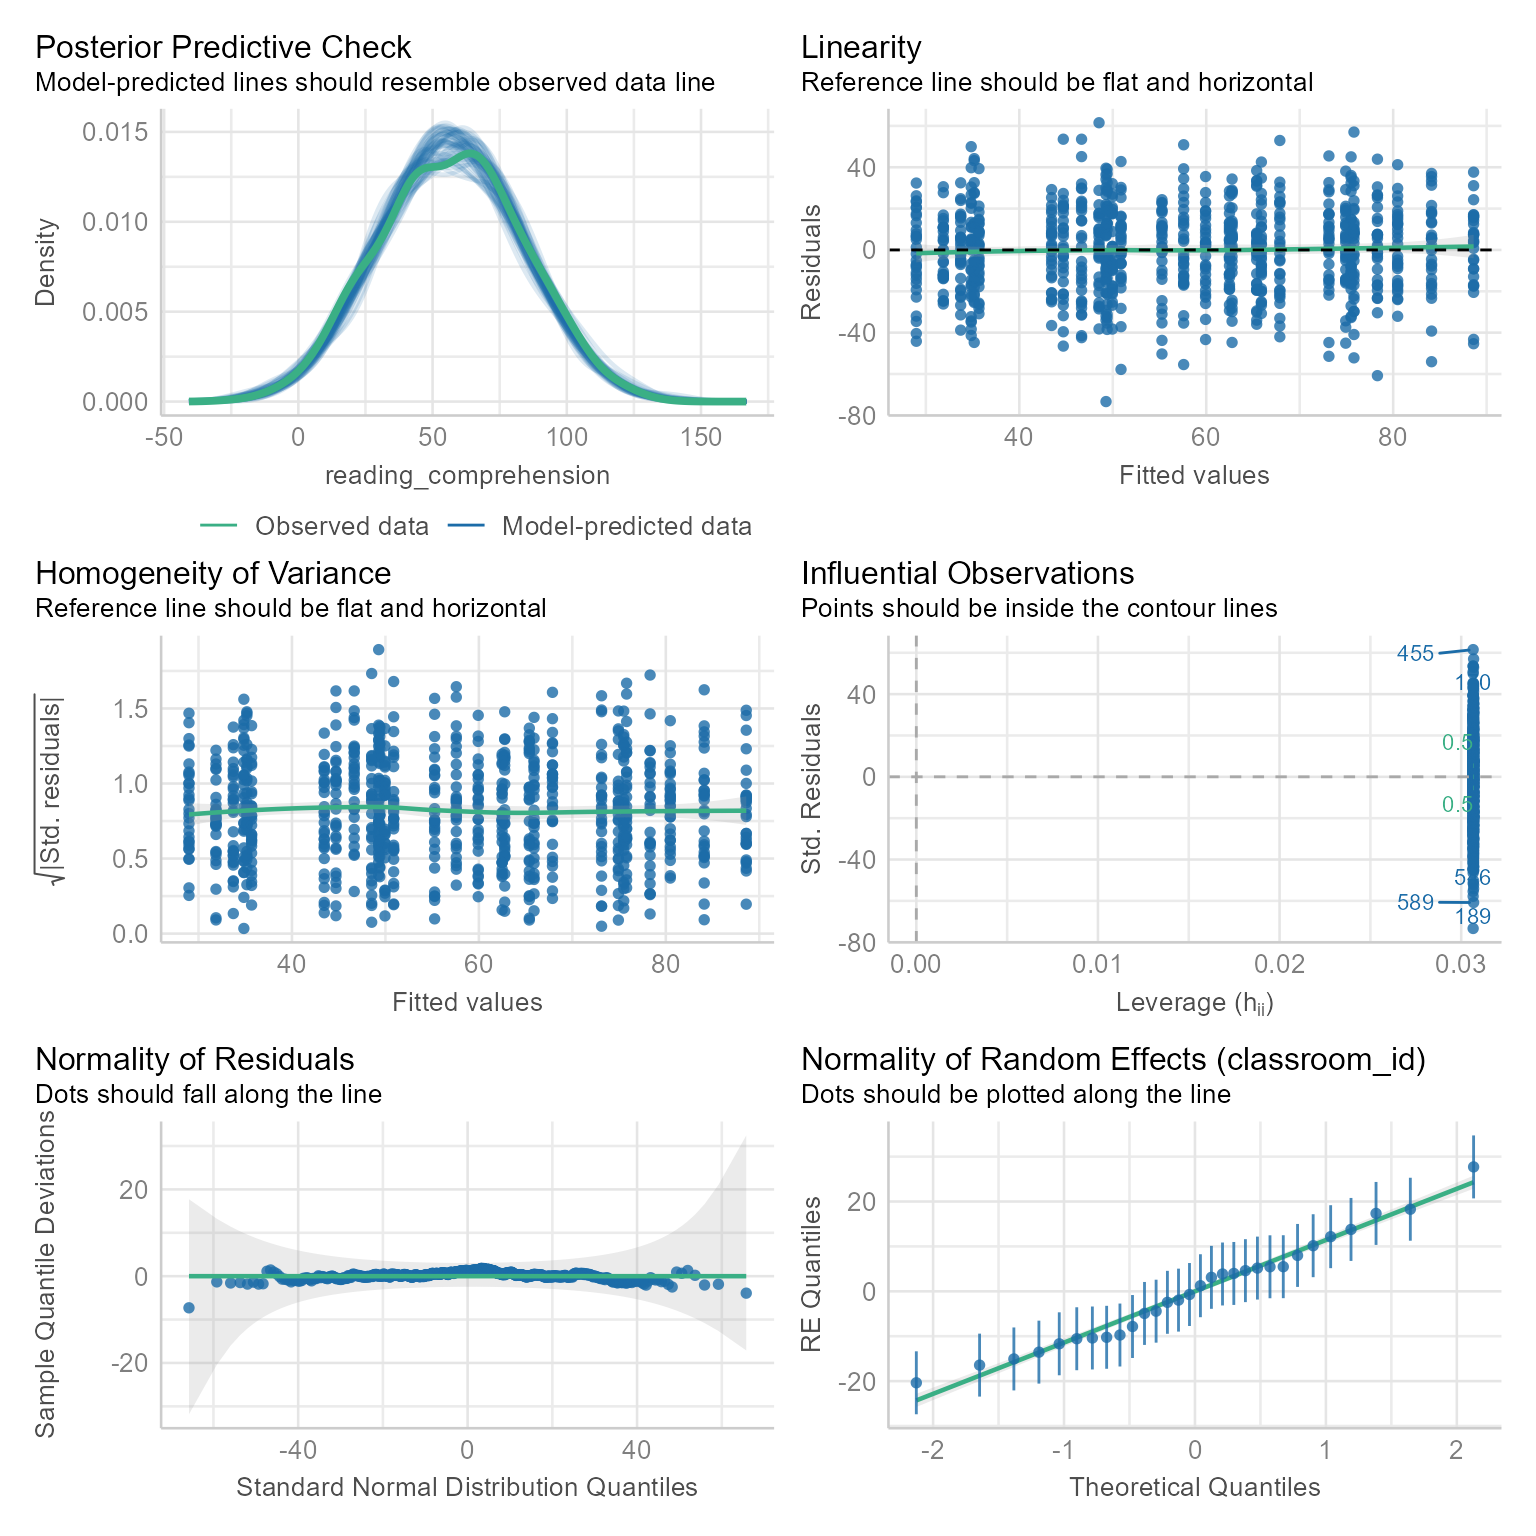 Posterior Predictive Check
Model-predicted lines should resemble observed data line
Density
0.015
0.010
0.005
0.000
-50
0
50
100
150
reading_comprehension
Observed data
Model-predicted data
Linearity
Reference line should be flat and horizontal
Residuals
40
0
-40
-80
40
60
80
Fitted values
Homogeneity of Variance
Reference line should be flat and horizontal
√|Std. residuals|
1.5
1.0
0.5
0.0
40
60
80
Fitted values
Influential Observations
Points should be inside the contour lines
Std. Residuals
40
0
-40
-80
455
0.5
0.5
589
189
0.00
0.01
0.02
0.03
Leverage (hii)
Normality of Residuals
Dots should fall along the line
Sample Quantile Deviations
20
0
-20
-40
0
40
Standard Normal Distribution Quantiles
Normality of Random Effects (classroom_id)
Dots should be plotted along the line
RE Quantiles
20
0
-20
-2
-1
0
1
2
Theoretical Quantiles